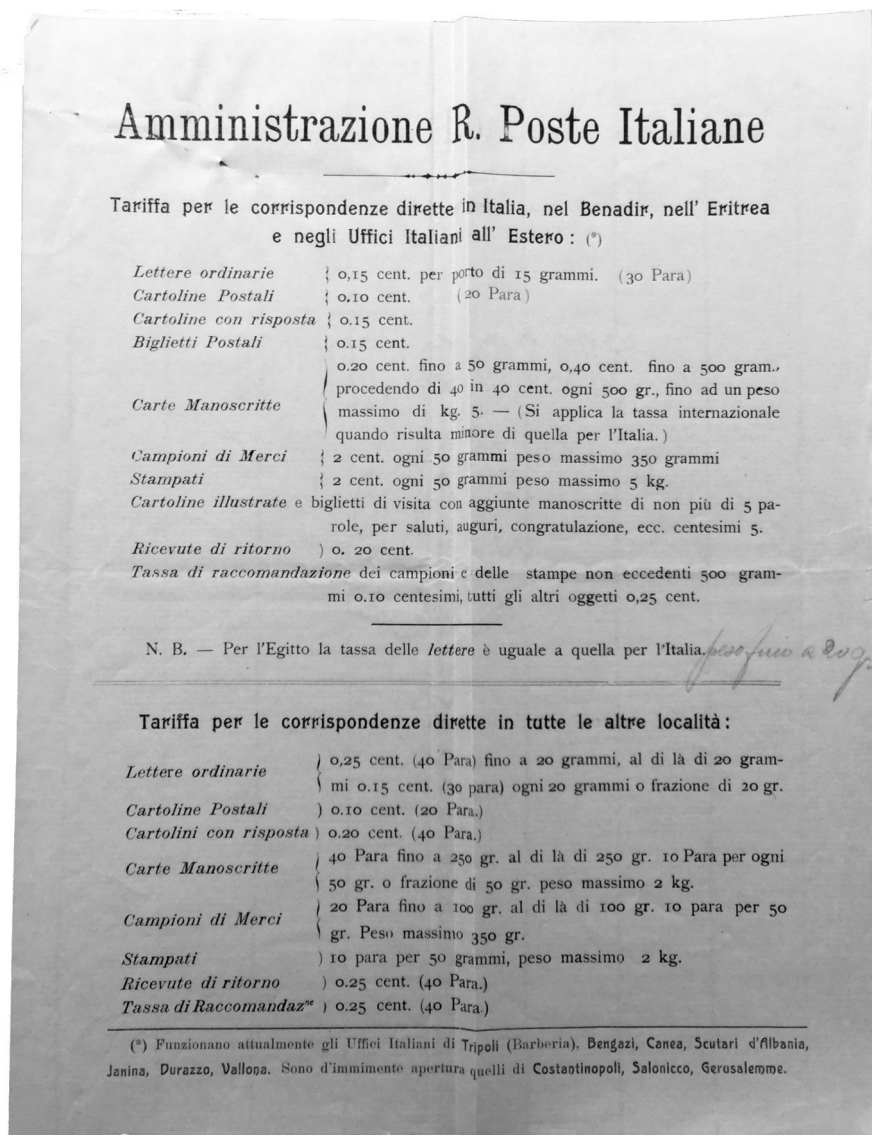 Amministrazione R. Poste Italiane
Tariffa per le corrispondenze dirette in Italia, nel Benadir, nell' Eritrea
e negli Uffici Italiani all' Estero : (*)
Lettere ordinarie { 0,15 cent. per porto di 15 grammi. (30 Para)
Cartoline Postali { 0.10 cent. (20 Para)
Cartoline con risposta { 0.15 cent.
Biglietti Postali { 0.15 cent.
0.20 cent. fino a 50 grammi, 0,40 cent. fino a 500 gram.,
procedendo di 40 in 40 cent. ogni 500 gr., fino ad un peso
Carte Manoscritte massimo di kg. 5. — (Si applica la tassa internazionale
quando risulta minore di quella per l'Italia.)
Campioni di Merci { 2 cent. ogni 50 grammi peso massimo 350 grammi
Stampati { 2 cent. ogni 50 grammi peso massimo 5 kg.
Cartoline illustrate e biglietti di visita con aggiunte manoscritte di non più di 5 pa-
role, per saluti, auguri, congratulazione, ecc. centesimi 5.
Ricevute di ritorno ) 0. 20 cent.
Tassa di raccomandazione dei campioni e delle stampe non eccedenti 500 gram-
mi 0.10 centesimi, tutti gli altri oggetti 0,25 cent.
N. B. — Per l'Egitto la tassa delle lettere è uguale a quella per l'Italia. peso fino a 20 g.
Tariffa per le corrispondenze dirette in tutte le altre località :
Lettere ordinarie { 0,25 cent. (40 Para) fino a 20 grammi, al di là di 20 gram-
mi 0.15 cent. (30 para) ogni 20 grammi o frazione di 20 gr.
Cartoline Postali ) 0.10 cent. (20 Para.)
Cartolini con risposta ) 0.20 cent. (40 Para.)
Carte Manoscritte { 40 Para fino a 250 gr. al di là di 250 gr. 10 Para per ogni
50 gr. o frazione di 50 gr. peso massimo 2 kg.
Campioni di Merci { 20 Para fino a 100 gr. al di là di 100 gr. 10 para per 50
gr. Peso massimo 350 gr.
Stampati ) 10 para per 50 grammi, peso massimo 2 kg.
Ricevute di ritorno ) 0.25 cent. (40 Para.)
Tassa di Raccomandazne ) 0.25 cent. (40 Para.)
(*) Funzionano attualmente gli Uffici Italiani di Tripoli (Barberia), Bengazi, Canea, Scutari d'Albania,
Janina, Durazzo, Vallona. Sono d'immimente apertura quelli di Costantinopoli, Salonicco, Gerusalemme.